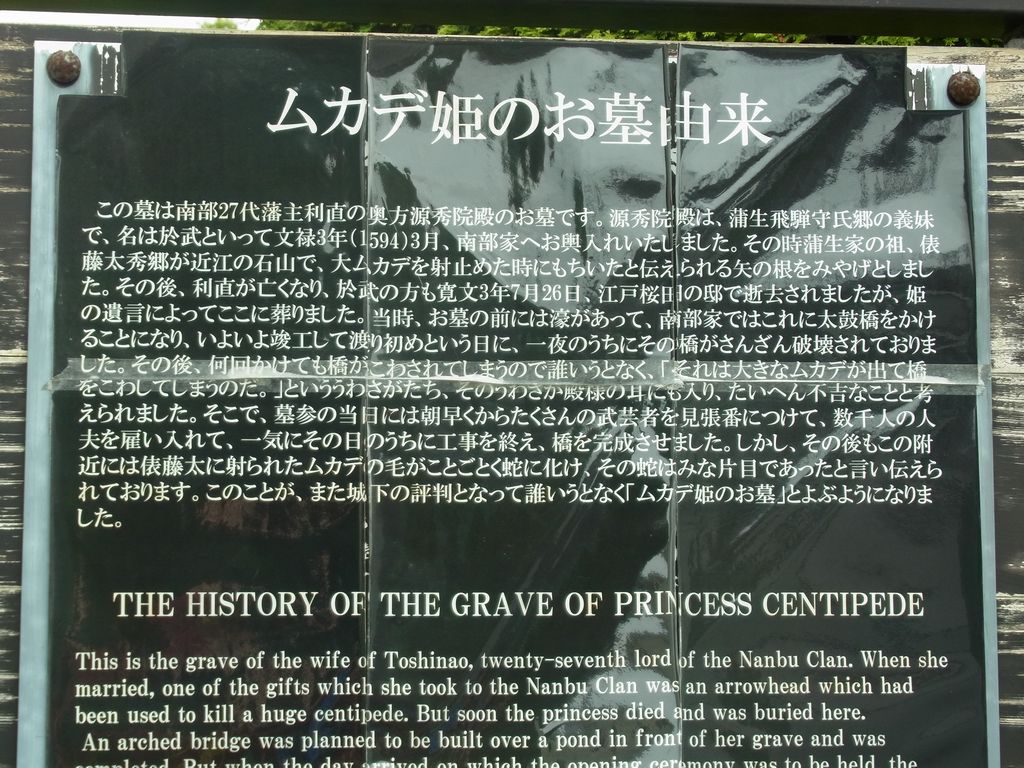 ムカデ姫のお墓由来
この墓は南部27代藩主利直の奥方源秀院殿のお墓です。源秀院殿は、蒲生飛騨守氏郷の義妹
で、名は於武といって文禄3年(1594)3月、南部家へお輿入れいたしました。その時蒲生家の祖、俵
藤太秀郷が近江の石山で、大ムカデを射止めた時にもちいたと伝えられる矢の根をみやげとしまし
た。その後、利直が亡くなり、於武の方も寛文3年7月26日、江戸桜田の邸で逝去されましたが、姫
の遺言によってここに葬りました。当時、お墓の前には濠があって、南部家ではこれに太鼓橋をかけ
ることになり、いよいよ竣工して渡り初めという日に、一夜のうちにその橋がさんざん破壊されておりま
した。その後、何回かけても橋がこわされてしまうので誰いうとなく、「それは大きなムカデが出て橋
をこわしてしまうのだ。」といううわさがたち、そのうわさが殿様の耳にも入り、たいへん不吉なことと考
えられました。そこで、墓参の当日には朝早くからたくさんの武芸者を見張番につけて、数千人の人
夫を雇い入れて、一気にその日のうちに工事を終え、橋を完成させました。しかし、その後もこの附
近には俵藤太に射られたムカデの毛がことごとく蛇に化け、その蛇はみな片目であったと言い伝えら
れております。このことが、また城下の評判となって誰いうとなく「ムカデ姫のお墓」とよぶようになりま
した。
THE HISTORY OF THE GRAVE OF PRINCESS CENTIPEDE
This is the grave of the wife of Toshinao, twenty-seventh lord of the Nanbu Clan. When she
married, one of the gifts which she took to the Nanbu Clan was an arrowhead which had
been used to kill a huge centipede. But soon the princess died and was buried here.
An arched bridge was planned to be built over a pond in front of her grave and was
completed. But when the day arrived on which the opening ceremony was to be held, the